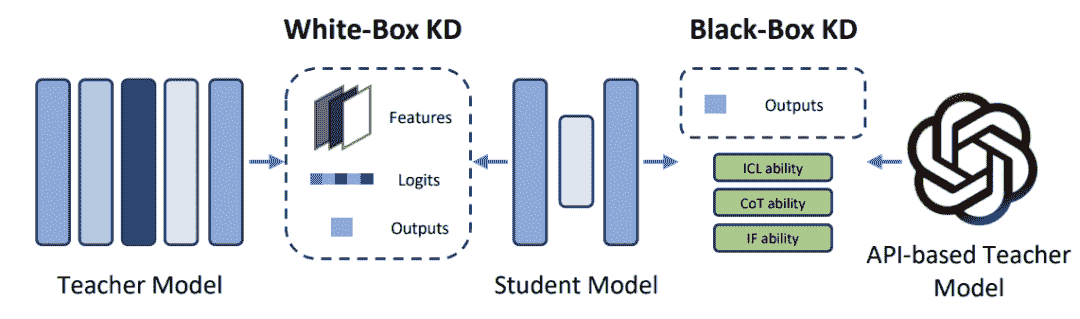 White-Box KD
Black-Box KD
Features
Logits
Outputs
Outputs
ICL ability
CoT ability
IF ability
Teacher Model
Student Model
API-based Teacher
Model